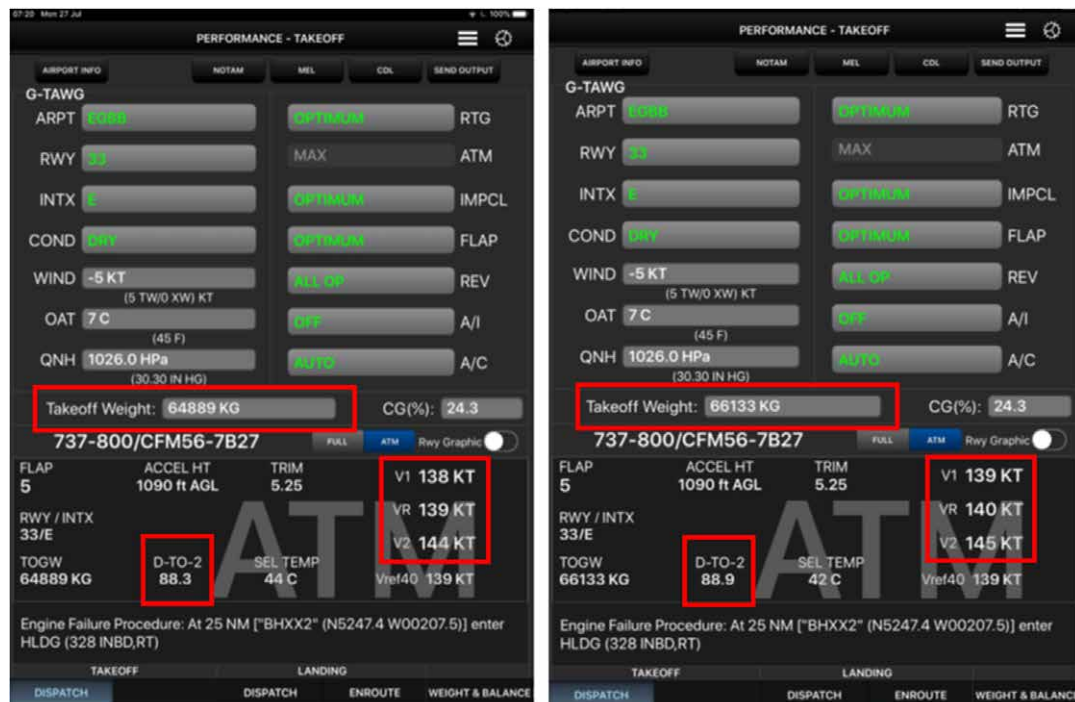 07:20 Mon 27 Jul
100%
PERFORMANCE - TAKEOFF
AIRPORT INFO NOTAM MEL CDL SEND OUTPUT
G-TAWG
ARPT EGBB OPTIMUM RTG
RWY 33 MAX ATM
INTX E OPTIMUM IMPCL
COND DRY OPTIMUM FLAP
WIND -5 KT ALL OP REV
(5 TW/0 XW) KT
OAT 7 C OFF A/I
(45 F)
QNH 1026.0 HPa AUTO A/C
(30.30 IN HG)
Takeoff Weight: 64889 KG CG(%): 24.3
737-800/CFM56-7B27 FULL ATM Rwy Graphic
FLAP ACCEL HT TRIM V1 138 KT
5 1090 ft AGL 5.25
RWY / INTX VR 139 KT
33/E
ATM
V2 144 KT
TOGW D-TO-2 SEL TEMP
64889 KG 88.3 44 C Vref40 139 KT
Engine Failure Procedure: At 25 NM ["BHXX2" (N5247.4 W00207.5)] enter
HLDG (328 INBD,RT)
TAKEOFF LANDING
DISPATCH DISPATCH ENROUTE WEIGHT & BALANCE
PERFORMANCE - TAKEOFF
AIRPORT INFO NOTAM MEL CDL SEND OUTPUT
G-TAWG
ARPT EGBB OPTIMUM RTG
RWY 33 MAX ATM
INTX E OPTIMUM IMPCL
COND DRY OPTIMUM FLAP
WIND -5 KT ALL OP REV
(5 TW/0 XW) KT
OAT 7 C OFF A/I
(45 F)
QNH 1026.0 HPa AUTO A/C
(30.30 IN HG)
Takeoff Weight: 66133 KG CG(%): 24.3
737-800/CFM56-7B27 FULL ATM Rwy Graphic
FLAP ACCEL HT TRIM V1 139 KT
5 1090 ft AGL 5.25
RWY / INTX VR 140 KT
33/E
ATM
V2 145 KT
TOGW D-TO-2 SEL TEMP
66133 KG 88.9 42 C Vref40 139 KT
Engine Failure Procedure: At 25 NM ["BHXX2" (N5247.4 W00207.5)] enter
HLDG (328 INBD,RT)
TAKEOFF LANDING
DISPATCH DISPATCH ENROUTE WEIGHT & BALANC